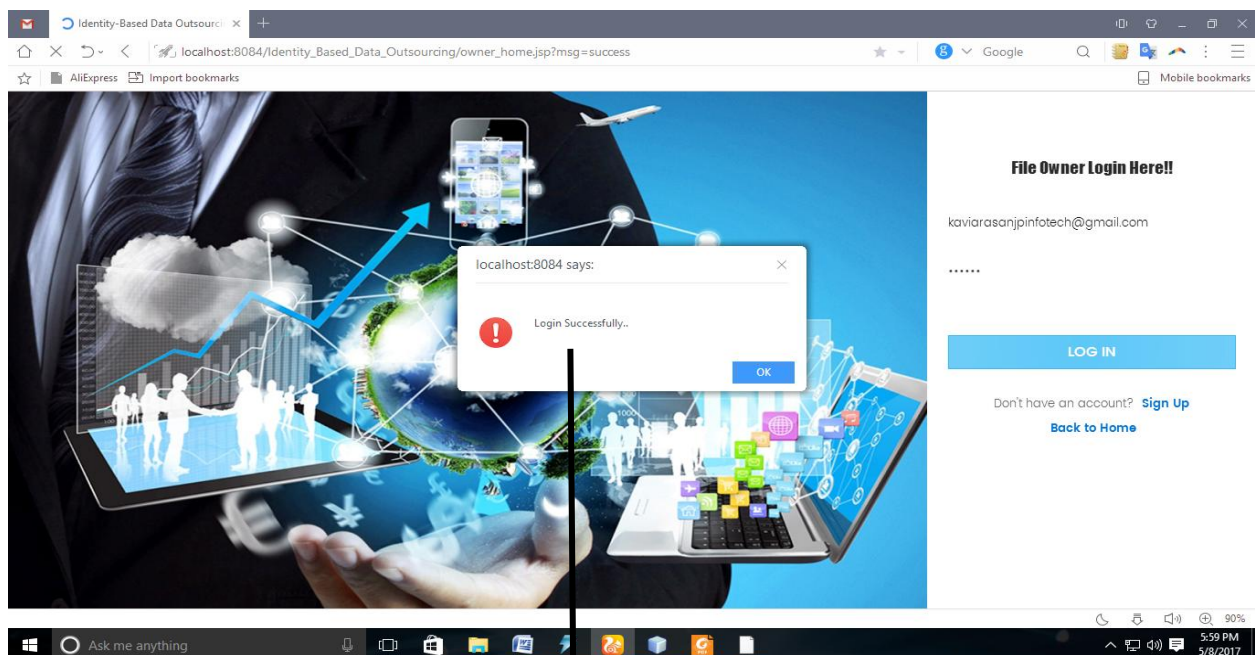 Identity-Based Data Outsourci
localhost:8084/Identity_Based_Data_Outsourcing/owner_home.jsp?msg=success
Google
AliExpress
Import bookmarks
Mobile bookmarks
File Owner Login Here!!
kaviarasanjpinfotech@gmail.com
••••••
LOG IN
Don't have an account? Sign Up
Back to Home
localhost:8084 says:
Login Successfully..
OK
90%
Ask me anything
5:59 PM
5/8/2017